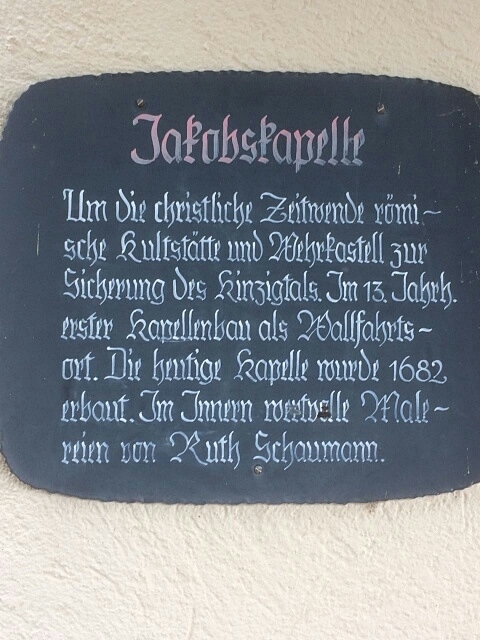 Jakobskapelle
Um die christliche Zeitwende römi-
sche Kultstätte und Wehrkastell zur
Sicherung des Kinzigtals. Im 13. Jahrh.
erster Kapellenbau als Wallfahrts-
ort. Die heutige Kapelle wurde 1682
erbaut. Im Innern wertvolle Male-
reien von Ruth Schaumann.